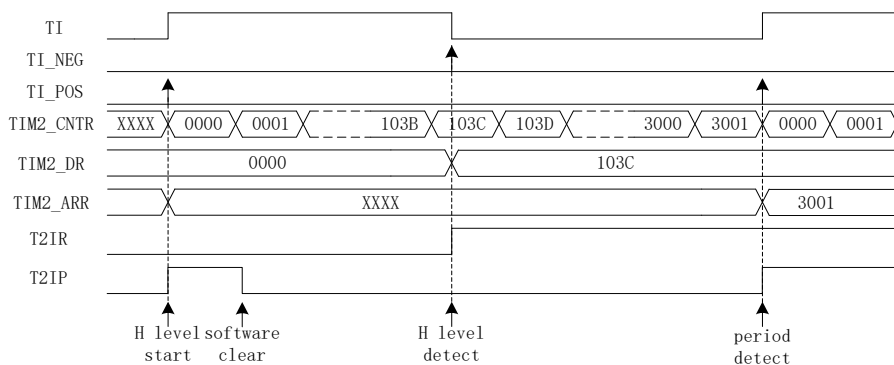 TI
TI_NEG
TI_POS
TIM2_CNTR XXXX 0000 0001 103B 103C 103D 3000 3001 0000 0001
TIM2_DR 0000 103C
TIM2_ARR XXXX 3001
T2IR
T2IP
H level software H level period
start clear detect detect